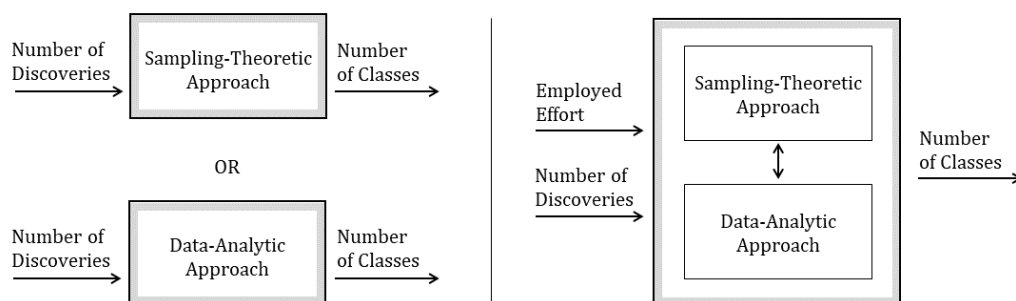 Number of
Discoveries
Sampling-Theoretic
Approach
Number
of Classes
OR
Number of
Discoveries
Data-Analytic
Approach
Number
of Classes
Employed
Effort
Number of
Discoveries
Sampling-Theoretic
Approach
Data-Analytic
Approach
Number
of Classes